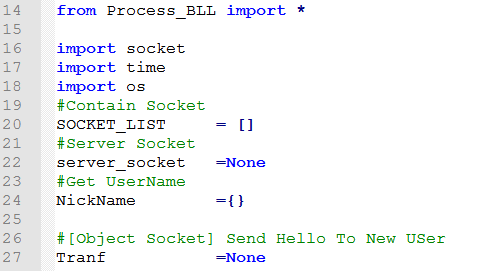 14 from Process_BLL import *
15
16 import socket
17 import time
18 import os
19 #Contain Socket
20 SOCKET_LIST = []
21 #Server Socket
22 server_socket =None
23 #Get UserName
24 NickName ={}
25
26 #[Object Socket] Send Hello To New USer
27 Tranf =None